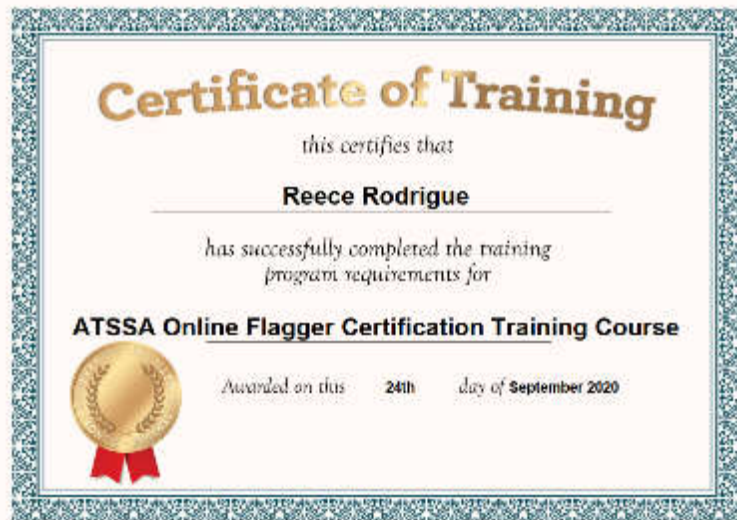 Certificate of Training
this certifies that
Reece Rodrigue
has successfully completed the training
program requirements for
ATSSA Online Flagger Certification Training Course
Awarded on this 24th day of September 2020